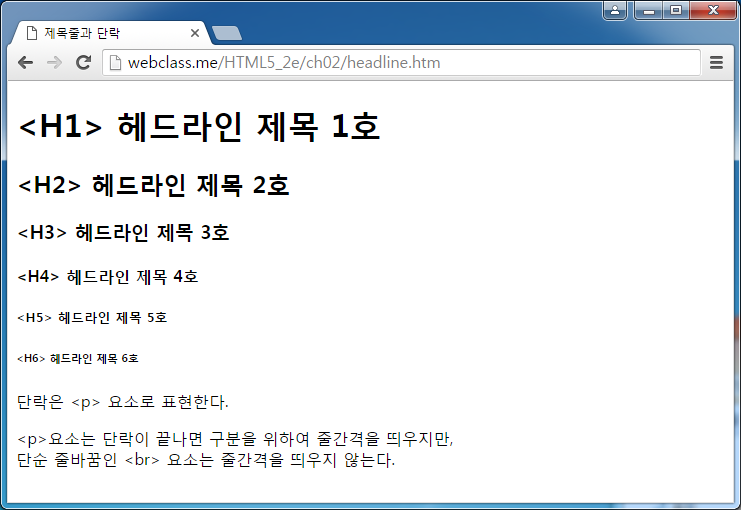 제목줄과 단락
webclass.me/HTML5_2e/ch02/headline.htm
<H1> 헤드라인 제목 1호
<H2> 헤드라인 제목 2호
<H3> 헤드라인 제목 3호
<H4> 헤드라인 제목 4호
<H5> 헤드라인 제목 5호
<H6> 헤드라인 제목 6호
단락은 <p> 요소로 표현한다.
<p>요소는 단락이 끝나면 구분을 위하여 줄간격을 띄우지만,
단순 줄바꿈인 <br> 요소는 줄간격을 띄우지 않는다.